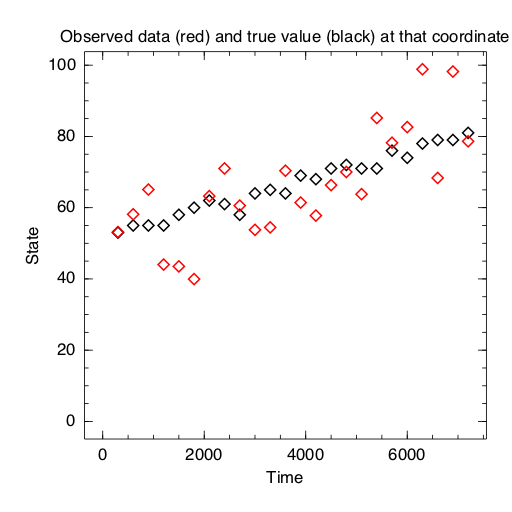 Observed data (red) and true value (black) at that coordinate
100
80
60
40
20
0
State
0 2000 4000 6000
Time